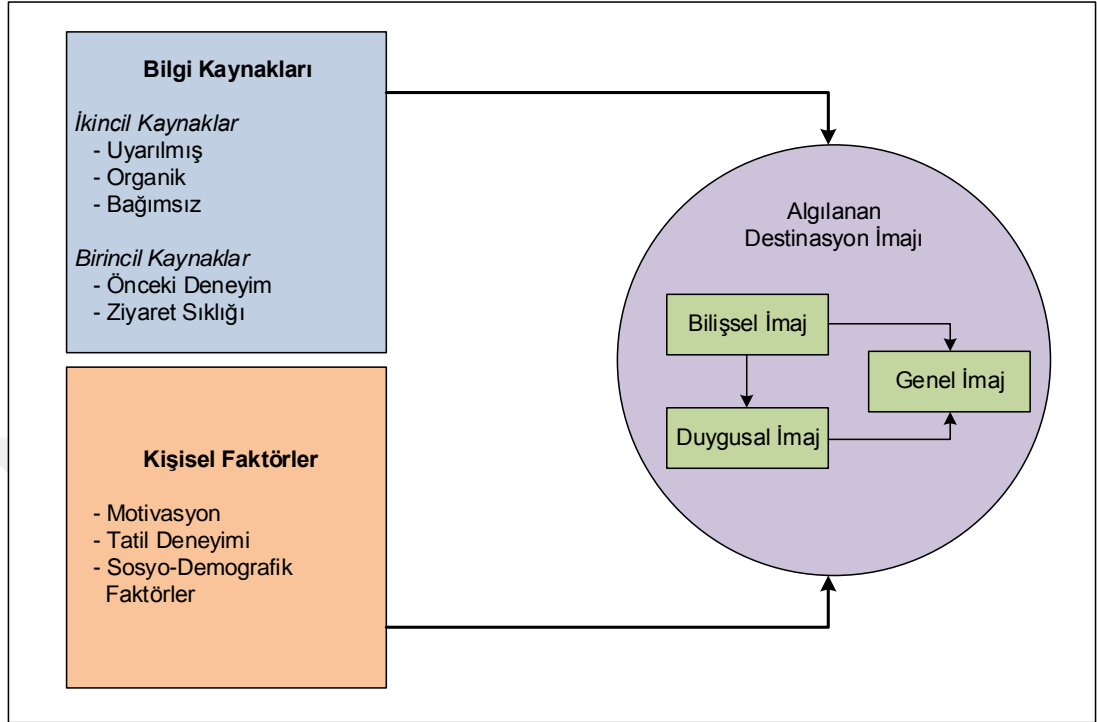 Bilgi Kaynakları
İkincil Kaynaklar
- Uyarılmış
- Organik
- Bağımsız
Birincil Kaynaklar
- Önceki Deneyim
- Ziyaret Sıklığı
Kişisel Faktörler
- Motivasyon
- Tatil Deneyimi
- Sosyo-Demografik
Faktörler
Algılanan
Destinasyon İmajı
Bilişsel İmaj
Genel İmaj
Duygusal İmaj